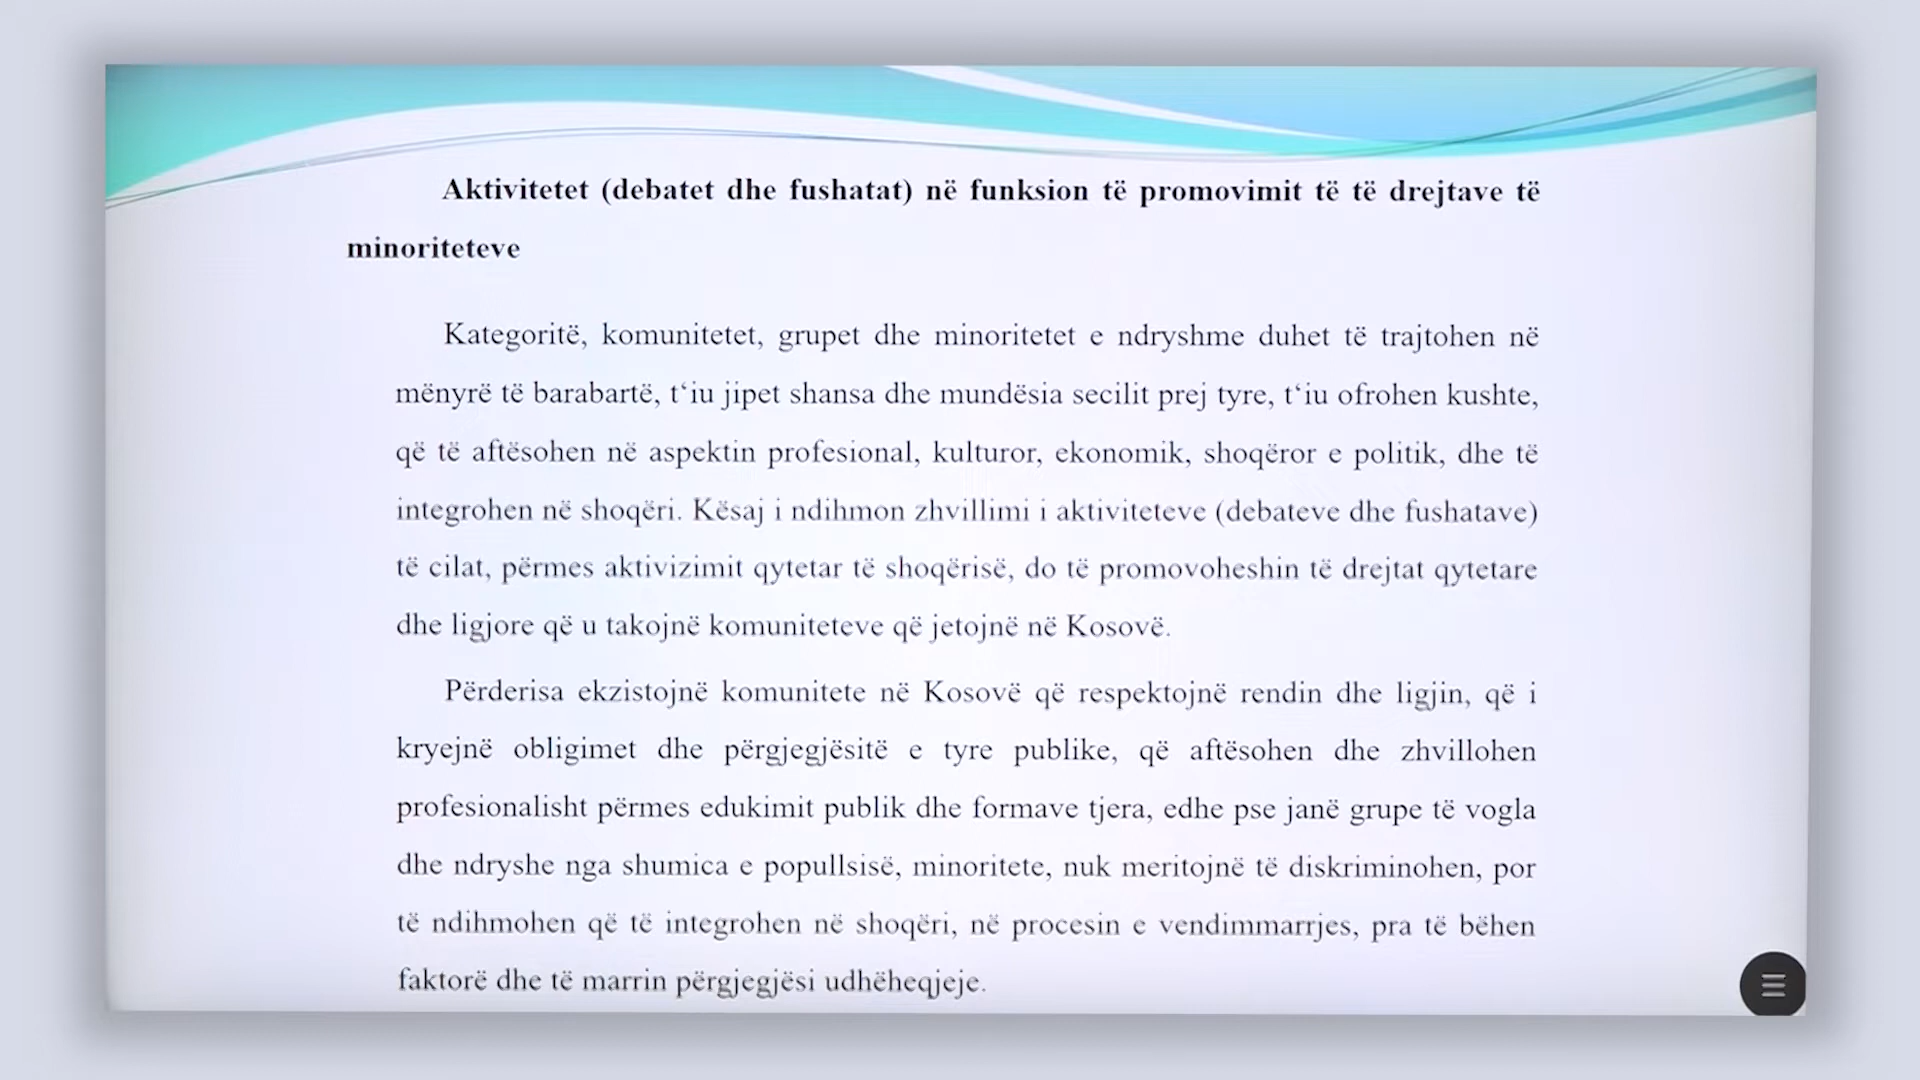 Aktivitetet (debatet dhe fushatat) në funksion të promovimit të të drejtave të
minoriteteve
Kategoritë, komunitetet, grupet dhe minoritetet e ndryshme duhet të trajtohen në
mënyrë të barabartë, t‘iu jipet shansa dhe mundësia secilit prej tyre, t‘iu ofrohen kushte,
që të aftësohen në aspektin profesional, kulturor, ekonomik, shoqëror e politik, dhe të
integrohen në shoqëri. Kësaj i ndihmon zhvillimi i aktiviteteve (debateve dhe fushatave)
të cilat, përmes aktivizimit qytetar të shoqërisë, do të promovoheshin të drejtat qytetare
dhe ligjore që u takojnë komuniteteve që jetojnë në Kosovë.
Përderisa ekzistojnë komunitete në Kosovë që respektojnë rendin dhe ligjin, që i
kryejnë obligimet dhe përgjegjësitë e tyre publike, që aftësohen dhe zhvillohen
profesionalisht përmes edukimit publik dhe formave tjera, edhe pse janë grupe të vogla
dhe ndryshe nga shumica e popullsisë, minoritete, nuk meritojnë të diskriminohen, por
të ndihmohen që të integrohen në shoqëri, në procesin e vendimmarrjes, pra të bëhen
faktorë dhe të marrin përgjegjësi udhëheqjeje.